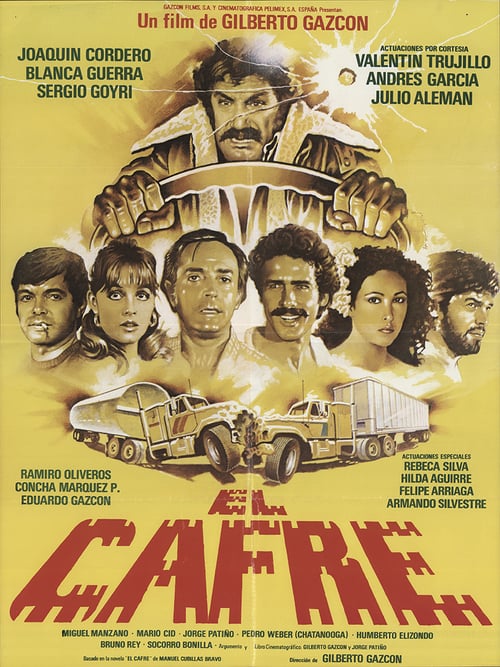 GAZCON FILMS, S.A. Y CINEMATOGRAFICA PELIMEX, S.A. ESPAÑA Presentan:
Un film de GILBERTO GAZCON
JOAQUIN CORDERO
BLANCA GUERRA
SERGIO GOYRI
ACTUACIONES POR CORTESIA
VALENTIN TRUJILLO
ANDRES GARCIA
JULIO ALEMAN
RAMIRO OLIVEROS
CONCHA MARQUEZ P.
EDUARDO GAZCON
ACTUACIONES ESPECIALES
REBECA SILVA
HILDA AGUIRRE
FELIPE ARRIAGA
ARMANDO SILVESTRE
EL
CAFRE
MIGUEL MANZANO · MARIO CID · JORGE PATIÑO · PEDRO WEBER (CHATANOOGA) · HUMBERTO ELIZONDO
BRUNO REY · SOCORRO BONILLA · Argumento y Libro Cinematográfico: GILBERTO GAZCON y JORGE PATIÑO
Basado en la novela "EL CAFRE" de MANUEL CUBILLAS BRAVO
Dirección de GILBERTO GAZCON